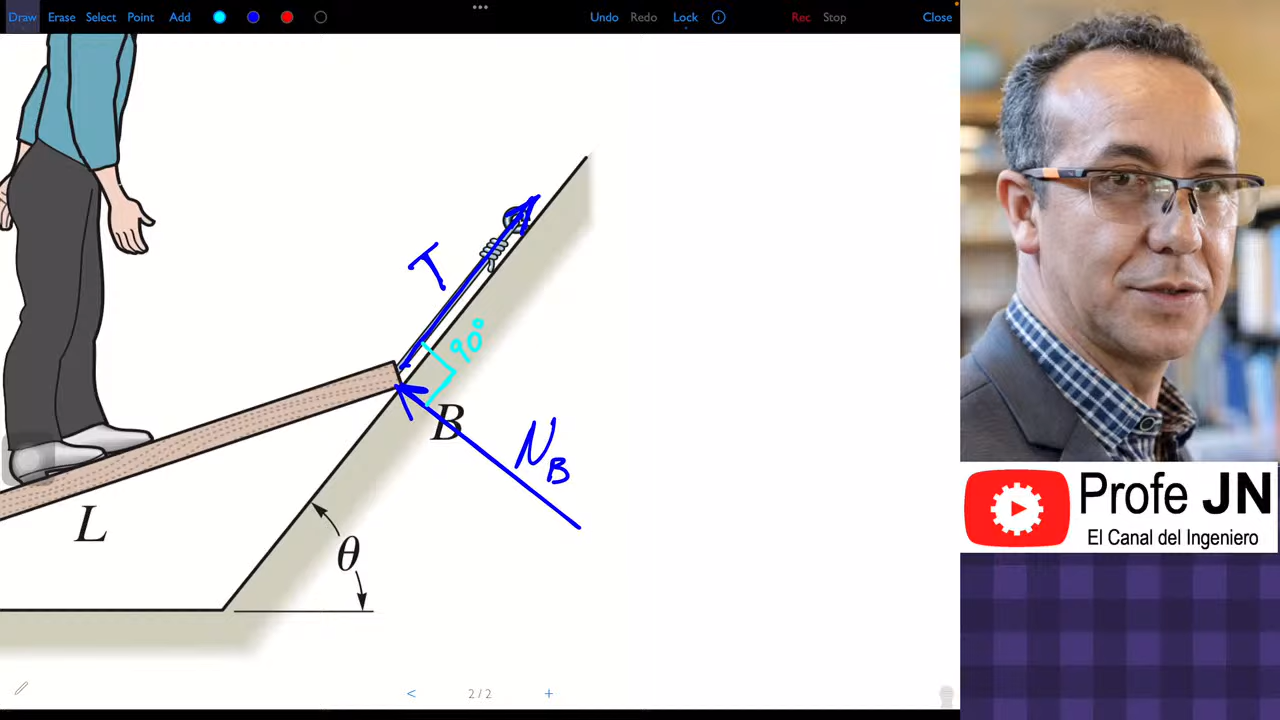 Draw Erase Select Point Add Undo Redo Lock Rec Stop Close
T
90°
B
N_B
L
θ
< 2 / 2 +
Profe JN
El Canal del Ingeniero